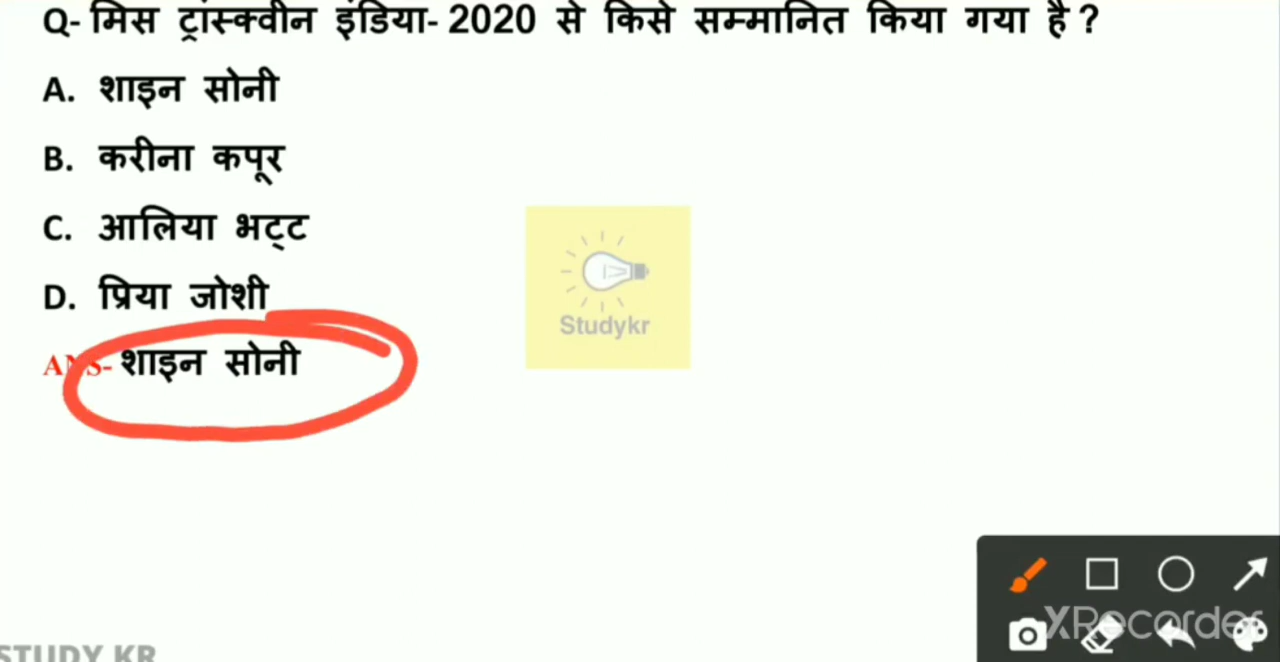 Q- मिस ट्रांस्क्वीन इंडिया- 2020 से किसे सम्मानित किया गया है ?
A. शाइन सोनी
B. करीना कपूर
C. आलिया भट्ट
D. प्रिया जोशी
ANS- शाइन सोनी
Studykr
XRecorder
STUDY KR